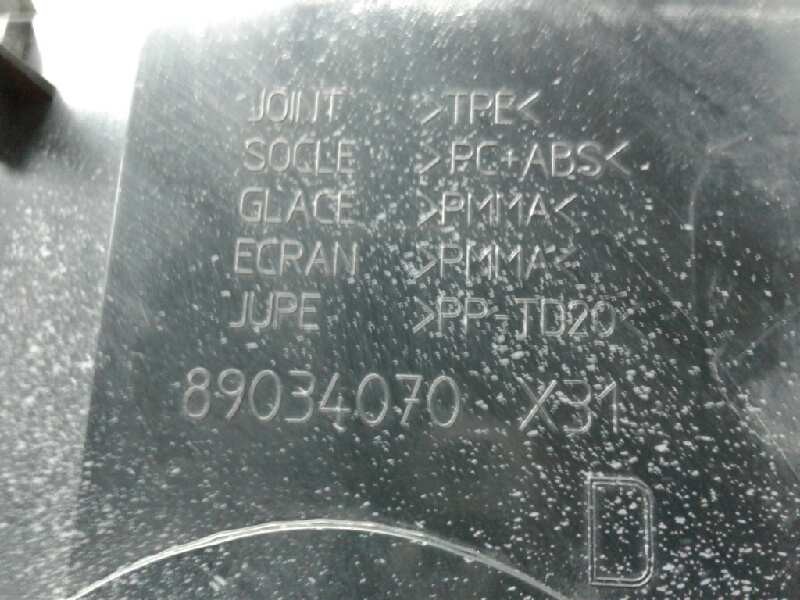 JOINT >TPE<
SOCLE >PC+ABS<
GLACE >PMMA<
ECRAN >PMMA<
JUPE >PP-TD20<
89034070 X31
D